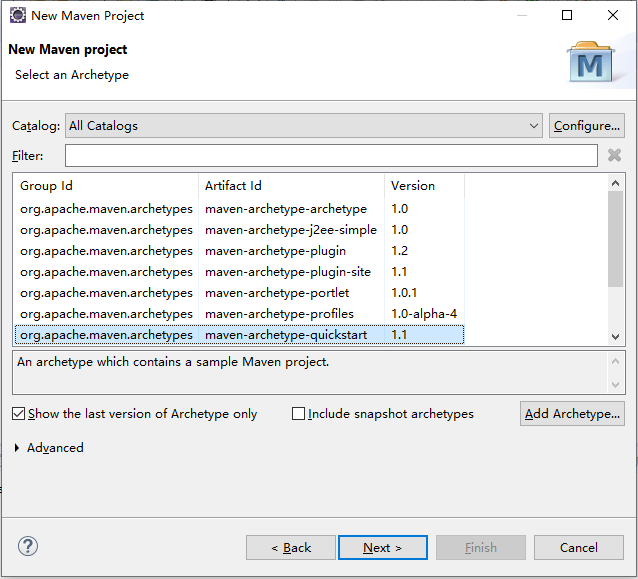 New Maven Project
New Maven project
Select an Archetype
M
Catalog: All Catalogs Configure...
Filter:
Group Id Artifact Id Version
org.apache.maven.archetypes maven-archetype-archetype 1.0
org.apache.maven.archetypes maven-archetype-j2ee-simple 1.0
org.apache.maven.archetypes maven-archetype-plugin 1.2
org.apache.maven.archetypes maven-archetype-plugin-site 1.1
org.apache.maven.archetypes maven-archetype-portlet 1.0.1
org.apache.maven.archetypes maven-archetype-profiles 1.0-alpha-4
org.apache.maven.archetypes maven-archetype-quickstart 1.1
An archetype which contains a sample Maven project.
Show the last version of Archetype only Include snapshot archetypes Add Archetype...
Advanced
? < Back Next > Finish Cancel